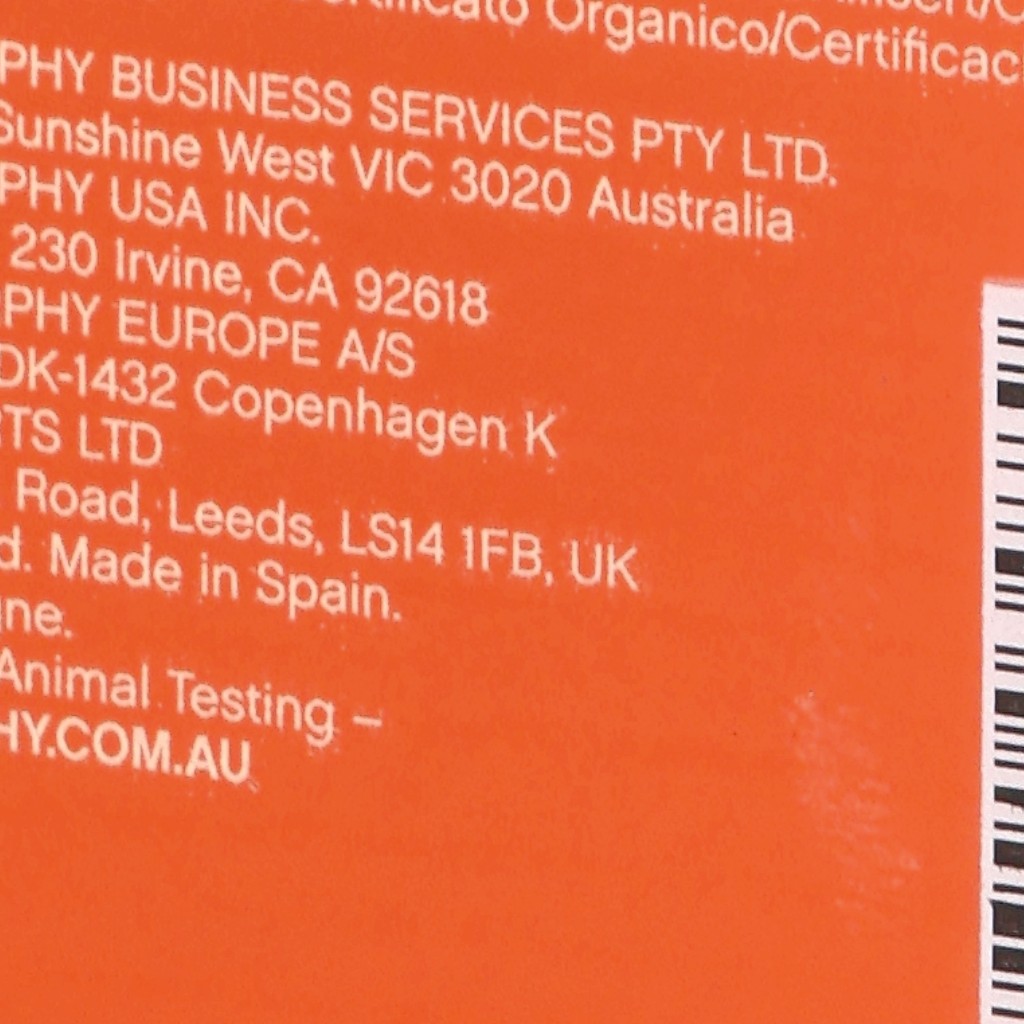 Organico/Certificac
PHY BUSINESS SERVICES PTY LTD.
Sunshine West VIC 3020 Australia
PHY USA INC.
230 Irvine, CA 92618
PHY EUROPE A/S
DK-1432 Copenhagen K
TS LTD
Road, Leeds, LS14 1FB, UK
d. Made in Spain.
ne.
Animal Testing –
HY.COM.AU